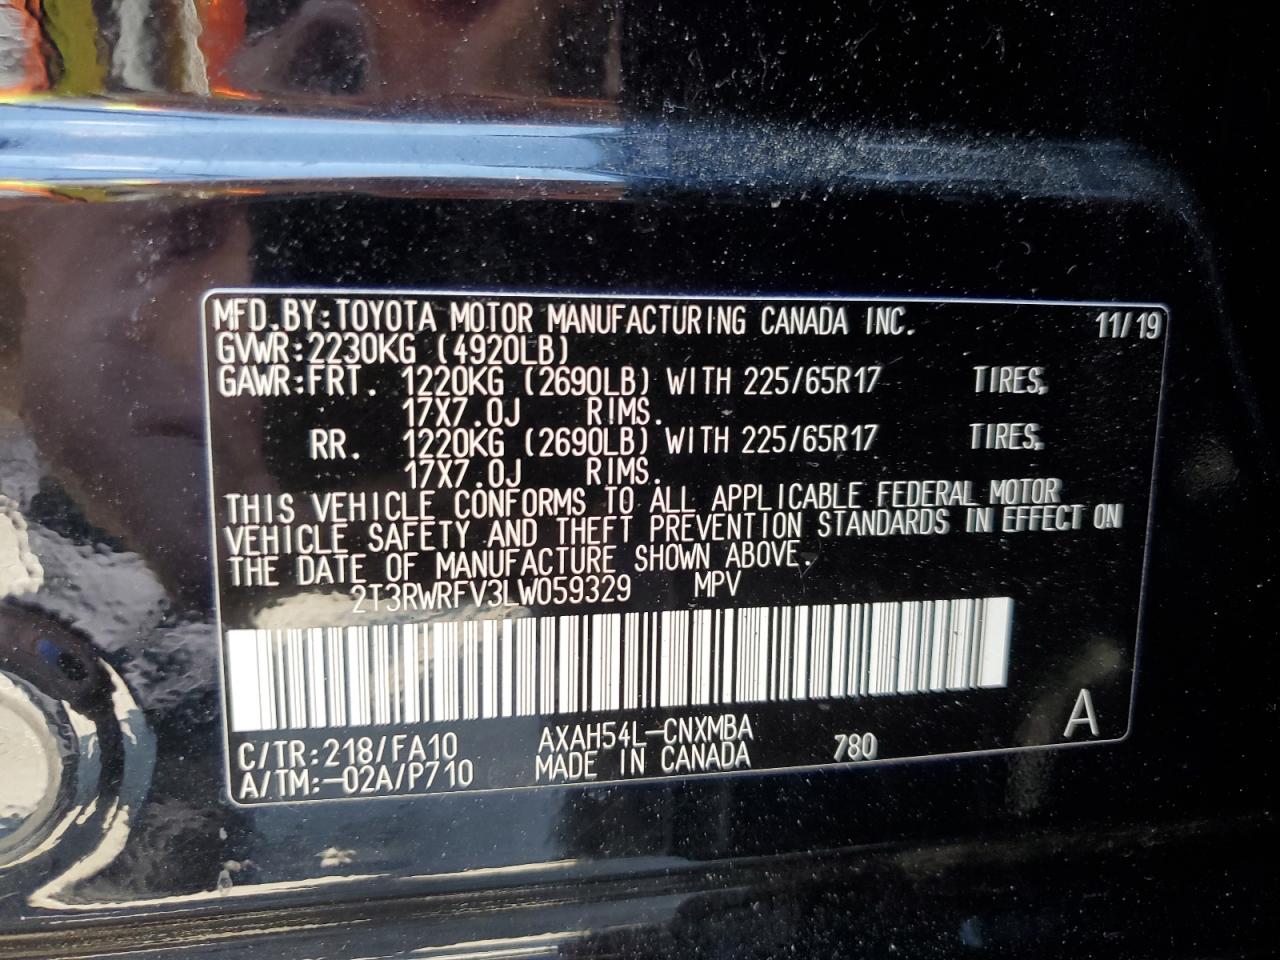 MFD.BY:TOYOTA MOTOR MANUFACTURING CANADA INC. 11/19
GVWR:2230KG (4920LB)
GAWR:FRT. 1220KG (2690LB) WITH 225/65R17 TIRES,
17X7.0J RIMS.
RR. 1220KG (2690LB) WITH 225/65R17 TIRES,
17X7.0J RIMS.
THIS VEHICLE CONFORMS TO ALL APPLICABLE FEDERAL MOTOR
VEHICLE SAFETY AND THEFT PREVENTION STANDARDS IN EFFECT ON
THE DATE OF MANUFACTURE SHOWN ABOVE.
2T3RWRFV3LW059329 MPV
A
C/TR:218/FA10 AXAH54L-CNXMBA 780
A/TM:-02A/P710 MADE IN CANADA